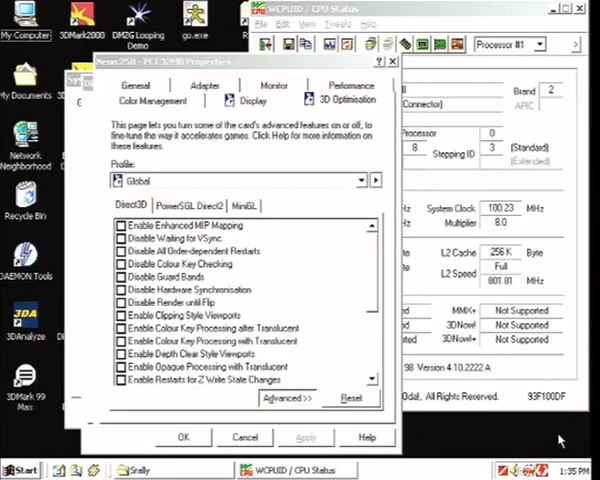 My Computer
3DMark2000
DMZG Looping
Demo
go.exe
My Documents
Network
Neighborhood
Recycle Bin
DAEMON Tools
3DAnalyze
3DMark 99
Max
WCPUID / CPU Status
File Edit View Tweaks Help
Processor #1
Brand 2
Connector)
APIC
Processor 0
8 Stepping ID 3 (Standard)
(Extended)
System Clock 100.23 MHz
Multiplier 8.0
L2 Cache 256 K Byte
L2 Speed Full
801.81 MHz
MMX+ Not Supported
3DNow! Not Supported
3DNow!+ Not Supported
98 Version 4.10.2222 A
All Rights Reserved. 93F100DF
Neon 250 - PCI 32MB Properties
General Adapter Monitor Performance
Color Management Display 3D Optimisation
This page lets you turn some of the card's advanced features on or off, to
fine-tune the way it accelerates games. Click Help for more information on
these features.
Profile:
Global
Direct3D PowerSGL Direct2 MiniGL
Enable Enhanced MIP Mapping
Disable Waiting for VSync
Disable All Order-dependent Restarts
Disable Colour Key Checking
Disable Guard Bands
Disable Hardware Synchronisation
Disable Render until Flip
Enable Clipping Style Viewports
Enable Colour Key Processing after Translucent
Enable Colour Key Processing with Translucent
Enable Depth Clear Style Viewports
Enable Opaque Processing with Translucent
Enable Restarts for Z Write State Changes
Advanced >> Reset
OK Cancel Apply Help
Start Srally WCPUID / CPU Status 1:35 PM